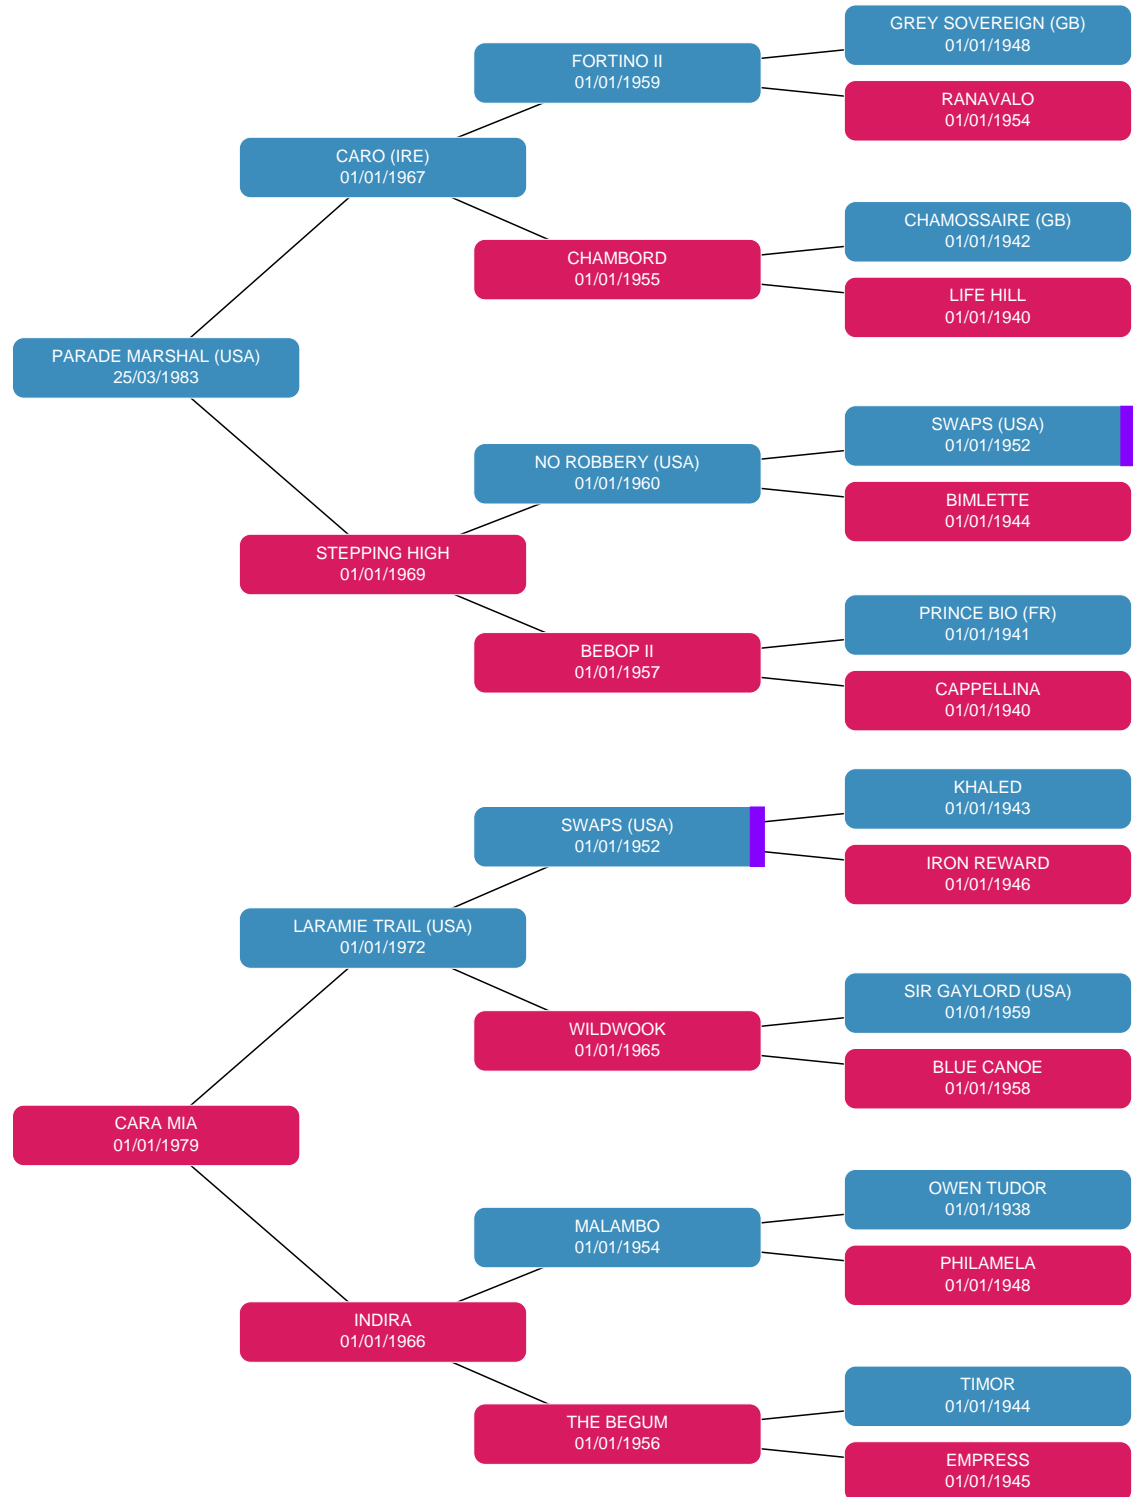 GREY SOVEREIGN (GB)
01/01/1948
FORTINO II
01/01/1959
RANAVALO
01/01/1954
CARO (IRE)
01/01/1967
CHAMOSSAIRE (GB)
01/01/1942
CHAMBORD
01/01/1955
LIFE HILL
01/01/1940
PARADE MARSHAL (USA)
25/03/1983
SWAPS (USA)
01/01/1952
NO ROBBERY (USA)
01/01/1960
BIMLETTE
01/01/1944
STEPPING HIGH
01/01/1969
PRINCE BIO (FR)
01/01/1941
BEBOP II
01/01/1957
CAPPELLINA
01/01/1940
KHALED
01/01/1943
SWAPS (USA)
01/01/1952
IRON REWARD
01/01/1946
LARAMIE TRAIL (USA)
01/01/1972
SIR GAYLORD (USA)
01/01/1959
WILDWOOK
01/01/1965
BLUE CANOE
01/01/1958
CARA MIA
01/01/1979
OWEN TUDOR
01/01/1938
MALAMBO
01/01/1954
PHILAMELA
01/01/1948
INDIRA
01/01/1966
TIMOR
01/01/1944
THE BEGUM
01/01/1956
EMPRESS
01/01/1945